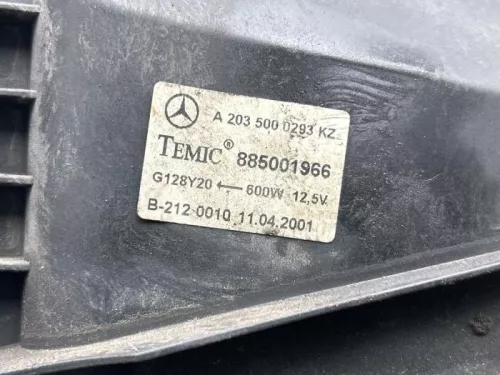 A 203 500 0293 KZ
TEMIC® 885001966
G128Y20 ← 600W 12,5V
B-212 0010 11.04.2001